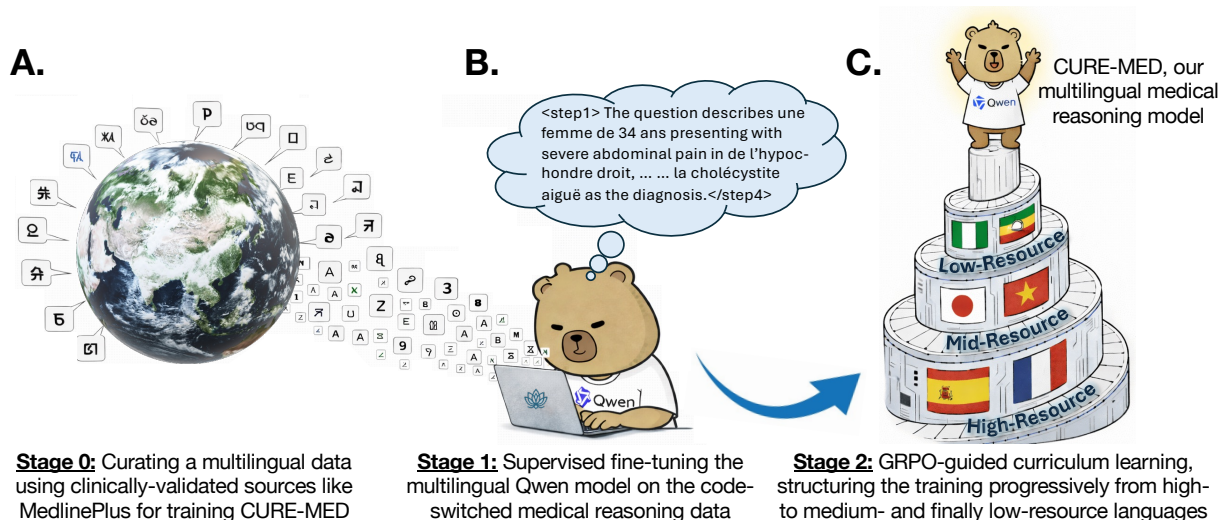 A.
B.
C.
<step1> The question describes une
femme de 34 ans presenting with
severe abdominal pain in de l'hypoc-
hondre droit, ... ... la cholécystite
aiguë as the diagnosis.</step4>
Qwen
CURE-MED, our
multilingual medical
reasoning model
Qwen
Low-Resource
Mid-Resource
High-Resource
Stage 0: Curating a multilingual data
using clinically-validated sources like
MedlinePlus for training CURE-MED
Stage 1: Supervised fine-tuning the
multilingual Qwen model on the code-
switched medical reasoning data
Stage 2: GRPO-guided curriculum learning,
structuring the training progressively from high-
to medium- and finally low-resource languages